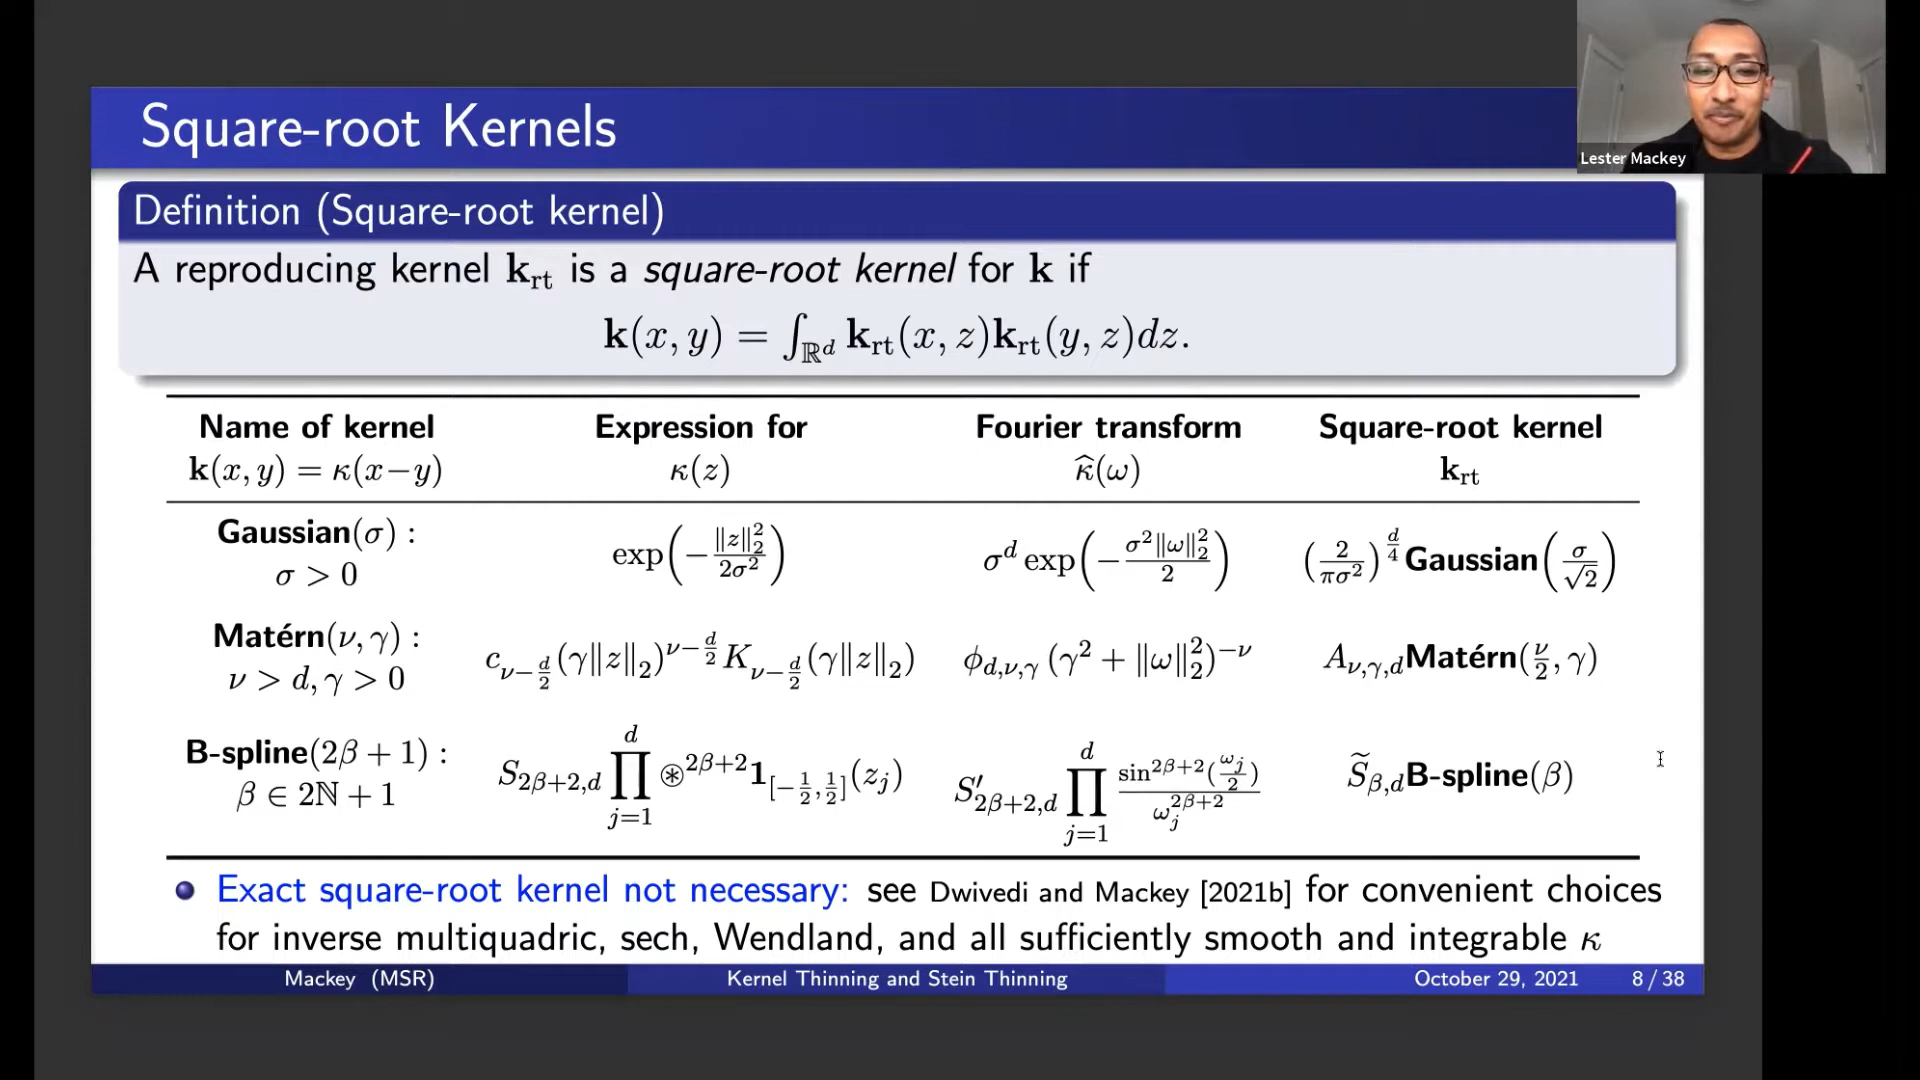 Square-root Kernels
Lester Mackey
Definition (Square-root kernel)
A reproducing kernel k_rt is a square-root kernel for k if
k(x, y) = ∫_{ℝ^d} k_rt(x, z)k_rt(y, z)dz.
Name of kernel Expression for Fourier transform Square-root kernel
k(x, y) = κ(x−y) κ(z) κ̂(ω) k_rt
Gaussian(σ) : exp(−‖z‖₂²/2σ²) σ^d exp(−σ²‖ω‖₂²/2) (2/πσ²)^{d/4} Gaussian(σ/√2)
σ > 0
Matérn(ν, γ) : c_{ν−d/2}(γ‖z‖₂)^{ν−d/2} K_{ν−d/2}(γ‖z‖₂) ϕ_{d,ν,γ} (γ² + ‖ω‖₂²)^{−ν} A_{ν,γ,d}Matérn(ν/2, γ)
ν > d, γ > 0
B-spline(2β + 1) : S_{2β+2,d} ∏_{j=1}^{d} ⊛^{2β+2} 1_{[−1/2,1/2]}(z_j) S′_{2β+2,d} ∏_{j=1}^{d} sin^{2β+2}(ω_j/2)/ω_j^{2β+2} S̃_{β,d}B-spline(β)
β ∈ 2ℕ + 1
Exact square-root kernel not necessary: see Dwivedi and Mackey [2021b] for convenient choices
for inverse multiquadric, sech, Wendland, and all sufficiently smooth and integrable κ
Mackey (MSR) Kernel Thinning and Stein Thinning October 29, 2021 8 / 38